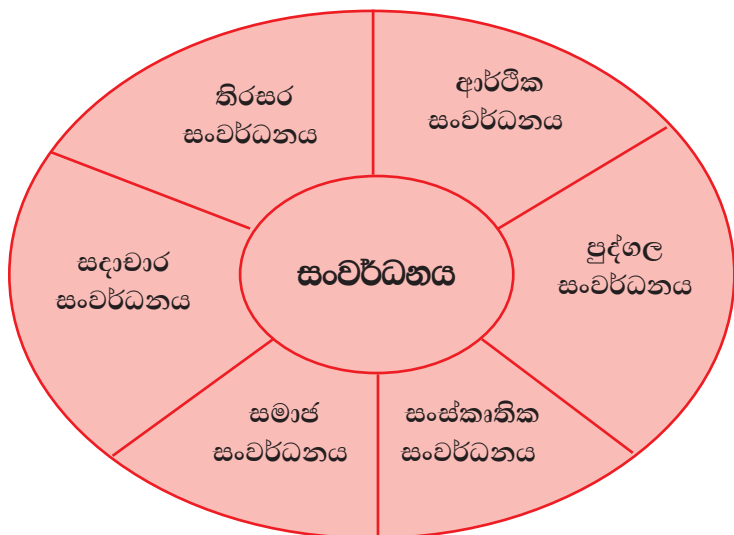 තිරසර
සංවර්ධනය
ආර්ථික
සංවර්ධනය
සදාචාර
සංවර්ධනය
සංවර්ධනය
පුද්ගල
සංවර්ධනය
සමාජ
සංවර්ධනය
සංස්කෘතික
සංවර්ධනය